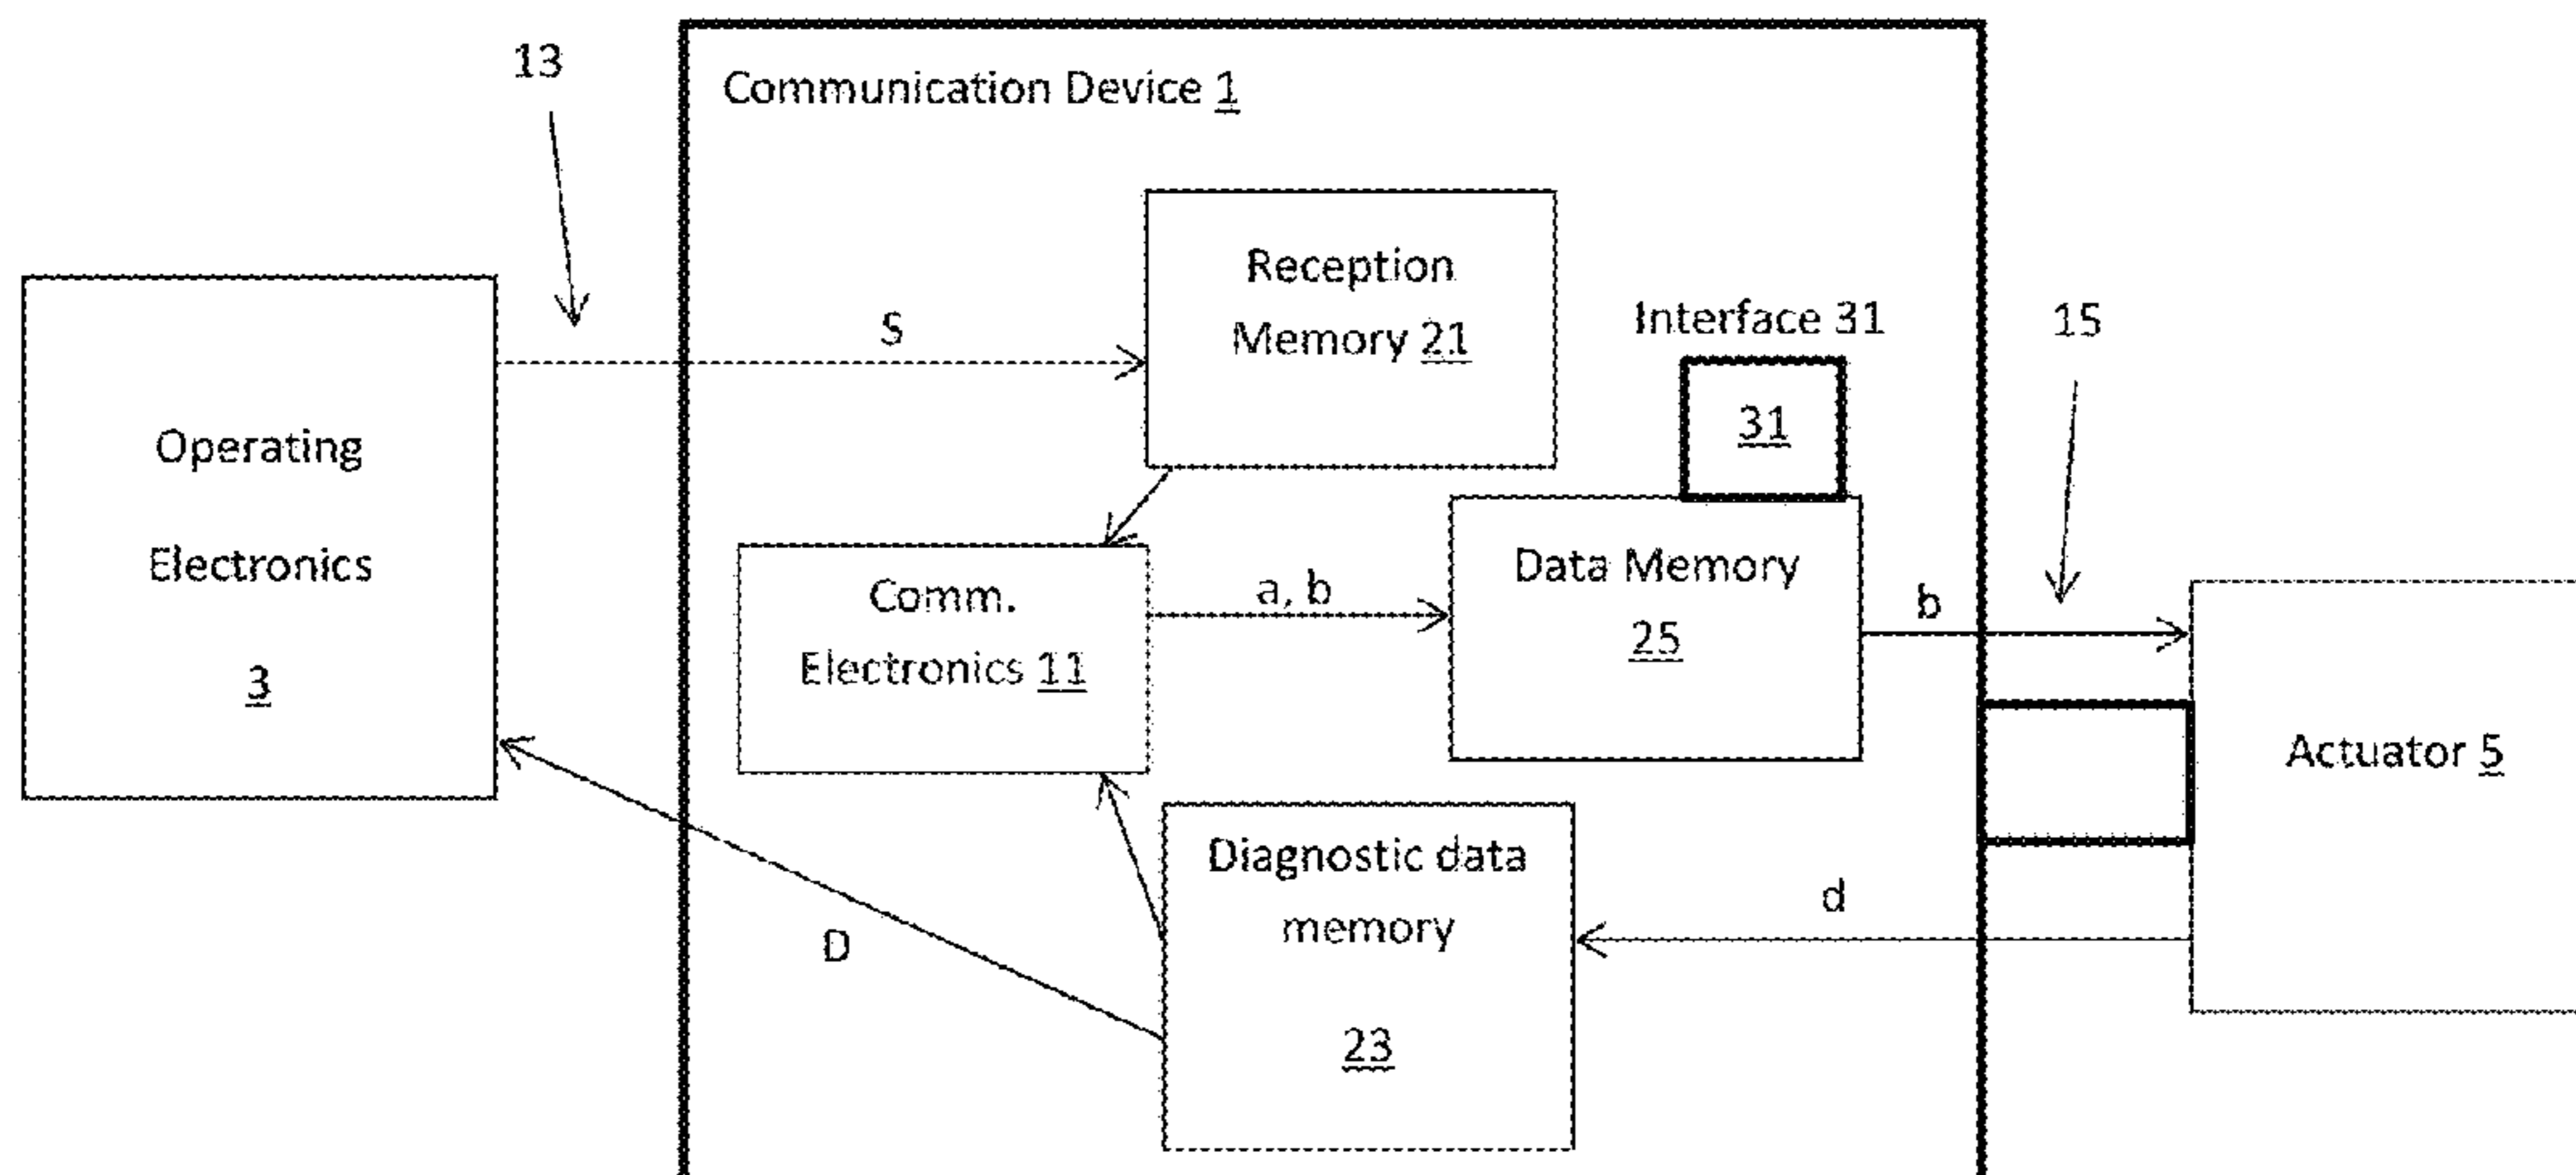 13
Communication Device 1
S
Reception
Memory 21
Interface 31
31
15
Operating
Electronics
3
Comm.
Electronics 11
a, b
Data Memory
25
b
Actuator 5
Diagnostic data
memory
23
d
D